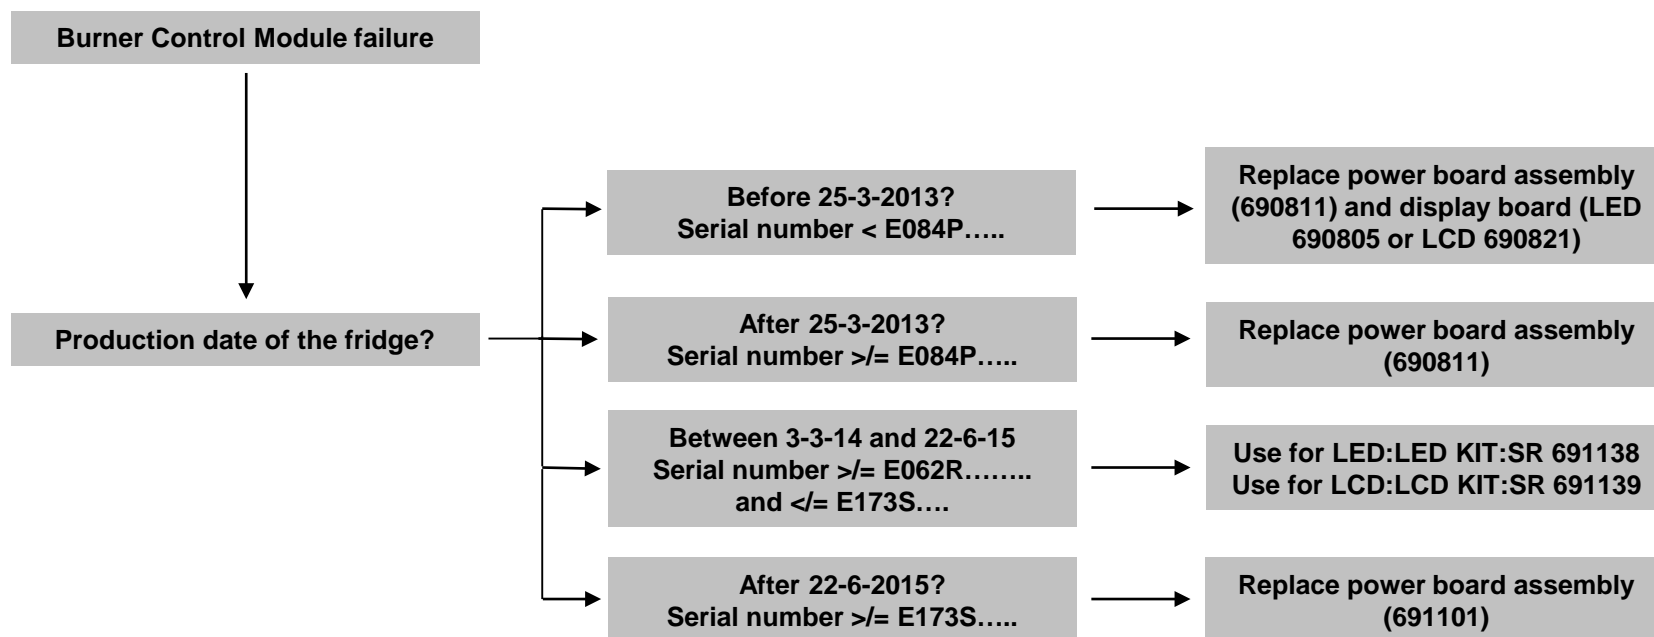 Burner Control Module failure
Production date of the fridge?
Before 25-3-2013?
Serial number < E084P…..
Replace power board assembly
(690811) and display board (LED
690805 or LCD 690821)
After 25-3-2013?
Serial number >/= E084P…..
Replace power board assembly
(690811)
Between 3-3-14 and 22-6-15
Serial number >/= E062R……..
and </= E173S….
Use for LED:LED KIT:SR 691138
Use for LCD:LCD KIT:SR 691139
After 22-6-2015?
Serial number >/= E173S…..
Replace power board assembly
(691101)